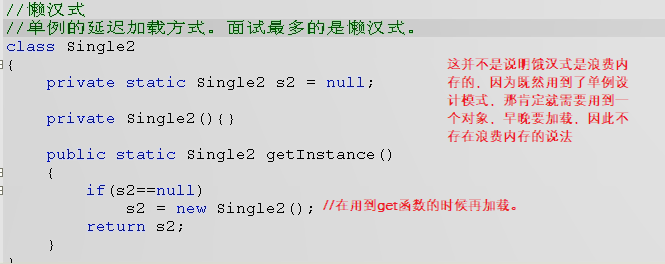 //懒汉式
//单例的延迟加载方式。面试最多的是懒汉式。
class Single2
{
private static Single2 s2 = null;
private Single2(){}
public static Single2 getInstance()
{
if(s2==null)
s2 = new Single2(); //在用到get函数的时候再加载。
return s2;
}
}
这并不是说明饿汉式是浪费内
存的，因为既然用到了单例设
计模式，那肯定就需要用到一
个对象，早晚要加载，因此不
存在浪费内存的说法